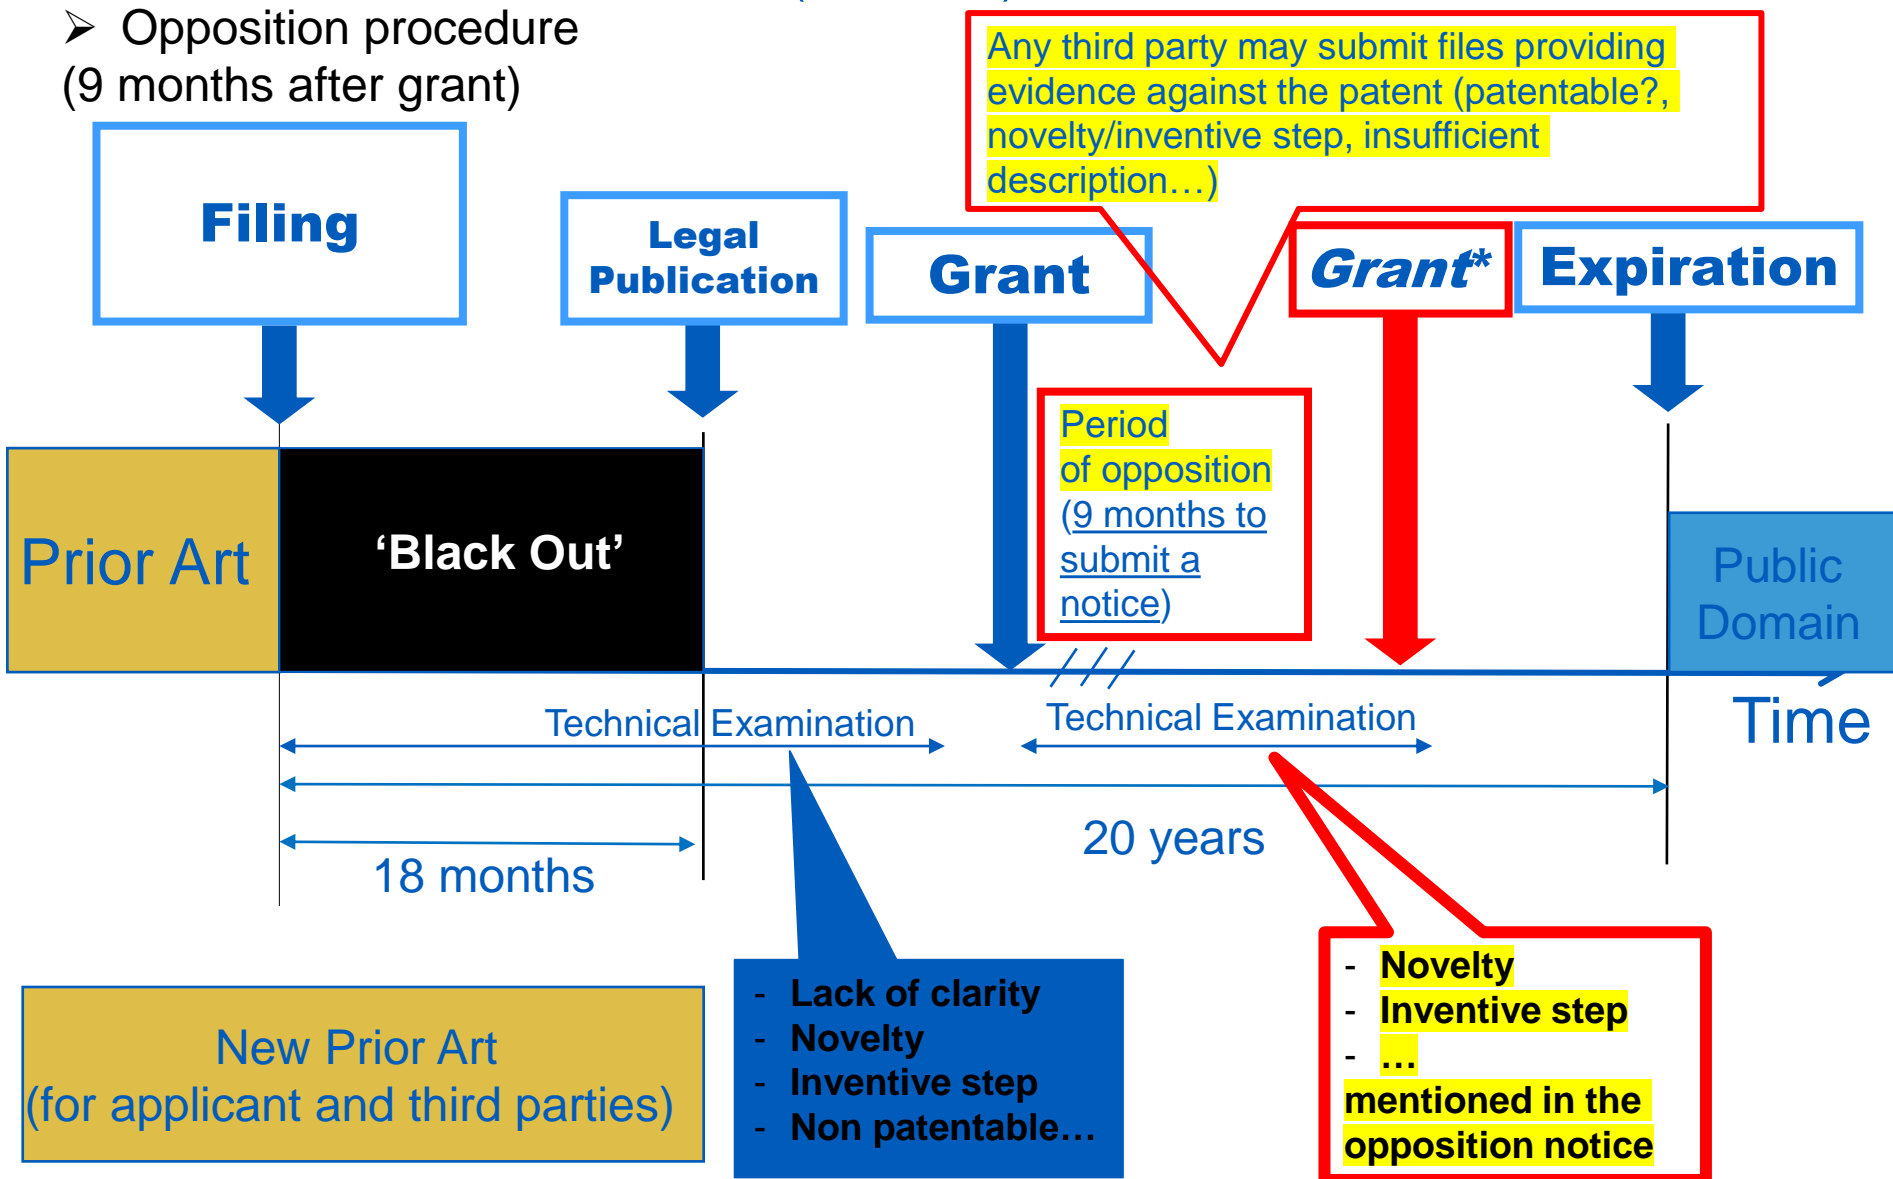 ➢ Opposition procedure
(9 months after grant)
Any third party may submit files providing
evidence against the patent (patentable?,
novelty/inventive step, insufficient
description…)
Filing
Legal
Publication
Grant
Grant*
Expiration
Period
of opposition
(9 months to
submit a
notice)
Prior Art
‘Black Out’
Public
Domain
Technical Examination
Technical Examination
Time
20 years
18 months
New Prior Art
(for applicant and third parties)
- Lack of clarity
- Novelty
- Inventive step
- Non patentable…
- Novelty
- Inventive step
- …
mentioned in the
opposition notice